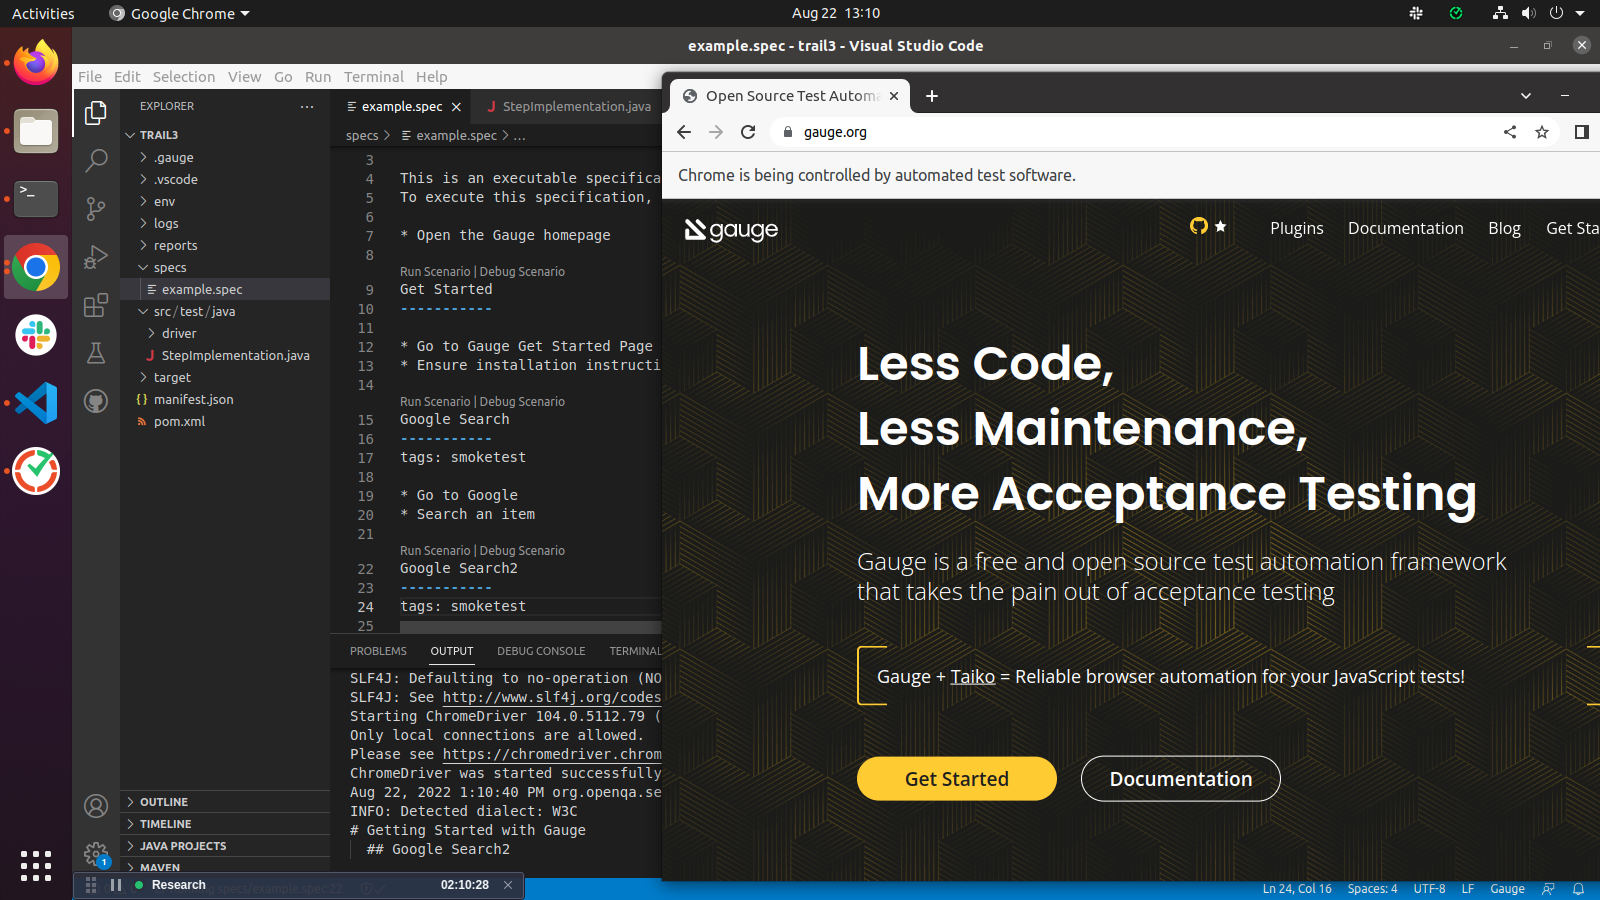 Activities
Google Chrome
Aug 22 13:10
example.spec - trail3 - Visual Studio Code
File Edit Selection View Go Run Terminal Help
EXPLORER
TRAIL3
.gauge
.vscode
env
logs
reports
specs
example.spec
src/test/java
driver
StepImplementation.java
target
{} manifest.json
pom.xml
OUTLINE
TIMELINE
JAVA PROJECTS
MAVEN
1
example.spec
J StepImplementation.java
specs > example.spec > ...
3
4 This is an executable specifica
5 To execute this specification,
6
7 * Open the Gauge homepage
8
Run Scenario | Debug Scenario
9 Get Started
10 -----------
11
12 * Go to Gauge Get Started Page
13 * Ensure installation instructi
14
Run Scenario | Debug Scenario
15 Google Search
16 -----------
17 tags: smoketest
18
19 * Go to Google
20 * Search an item
21
Run Scenario | Debug Scenario
22 Google Search2
23 -----------
24 tags: smoketest
25
PROBLEMS OUTPUT DEBUG CONSOLE TERMINAL
SLF4J: Defaulting to no-operation (NO
SLF4J: See http://www.slf4j.org/codes
Starting ChromeDriver 104.0.5112.79 (
Only local connections are allowed.
Please see https://chromedriver.chrom
ChromeDriver was started successfully
Aug 22, 2022 1:10:40 PM org.openqa.se
INFO: Detected dialect: W3C
# Getting Started with Gauge
## Google Search2
Research 02:10:28
specs/example.spec:22
Ln 24, Col 16 Spaces: 4 UTF-8 LF Gauge
Open Source Test Automa
gauge.org
Chrome is being controlled by automated test software.
gauge
Plugins Documentation Blog Get Sta
Less Code,
Less Maintenance,
More Acceptance Testing
Gauge is a free and open source test automation framework
that takes the pain out of acceptance testing
Gauge + Taiko = Reliable browser automation for your JavaScript tests!
Get Started
Documentation